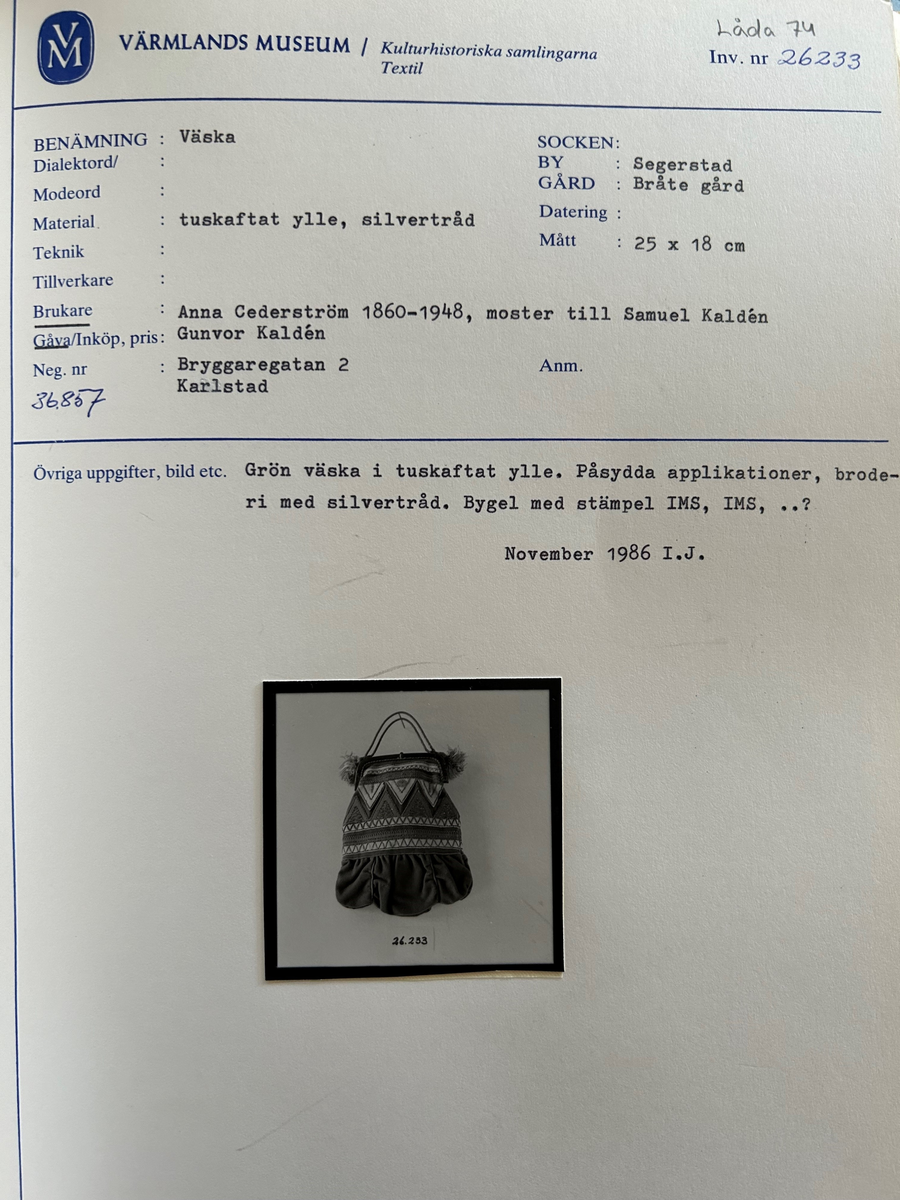 VM
VÄRMLANDS MUSEUM / Kulturhistoriska samlingarna
Textil
Låda 74
Inv. nr 26233
BENÄMNING : Väska
Dialektord/ :
Modeord :
Material : tuskaftat ylle, silvertråd
Teknik :
Tillverkare :
SOCKEN:
BY : Segerstad
GÅRD : Bråte gård
Datering :
Mått : 25 x 18 cm
Brukare : Anna Cederström 1860-1948, moster till Samuel Kaldén
Gåva/Inköp, pris: Gunvor Kaldén
Neg. nr : Bryggaregatan 2
Karlstad
36.857
Anm.
Övriga uppgifter, bild etc. Grön väska i tuskaftat ylle. Påsydda applikationer, brode-
ri med silvertråd. Bygel med stämpel IMS, IMS, ..?
November 1986 I.J.
26.233